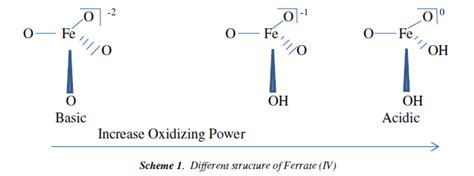 O -2 O -1 O 0
O Fe O O Fe O O Fe OH
O OH OH
Basic Acidic
Increase Oxidizing Power
Scheme 1. Different structure of Ferrate (IV)